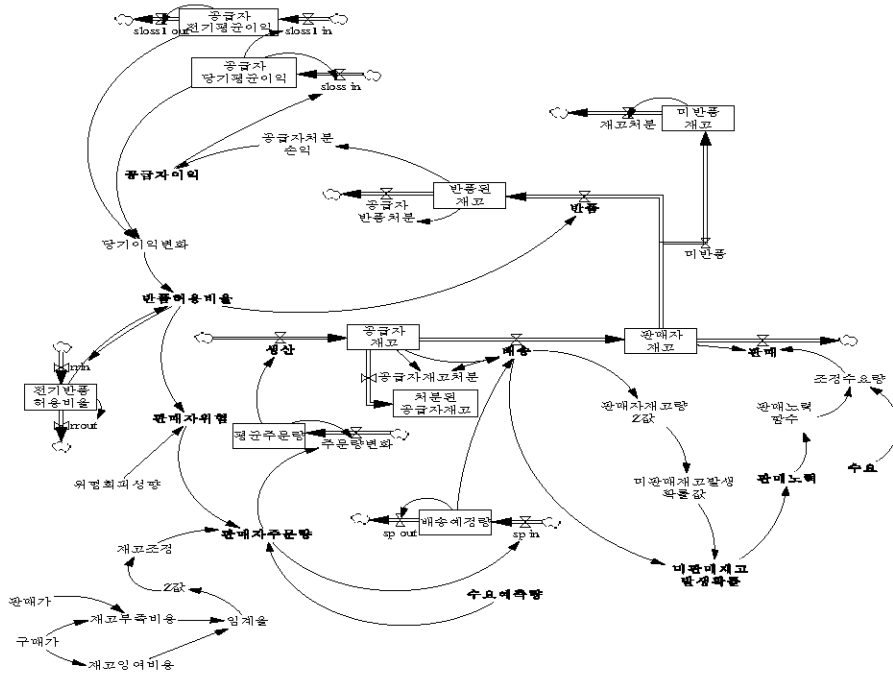 공급자
전기평균이익
sloss1 out
sloss1 in
공급자
당기평균이익
sloss in
미반품
재고
재고처분
공급자처분
손익
공급자이익
반품된
재고
공급자
반품처분
반품
미반품
당기이익변화
반품허용비율
생산
공급자
재고
배송
판매자
재고
판매
lrrin
전기반품
허용비율
lrrout
공급자재고처분
처분된
공급자재고
조정수요량
판매노력
함수
판매자재고량
Z값
판매자위험
평균주문량
주문량변화
위험회피성향
미판매재고발생
확률값
판매노력
수요
판매자주문량
sp out
배송예정량
sp in
재고조정
미판매재고
발생확률
Z값
수요예측량
판매가
재고부족비용
임계율
구매가
재고잉여비용